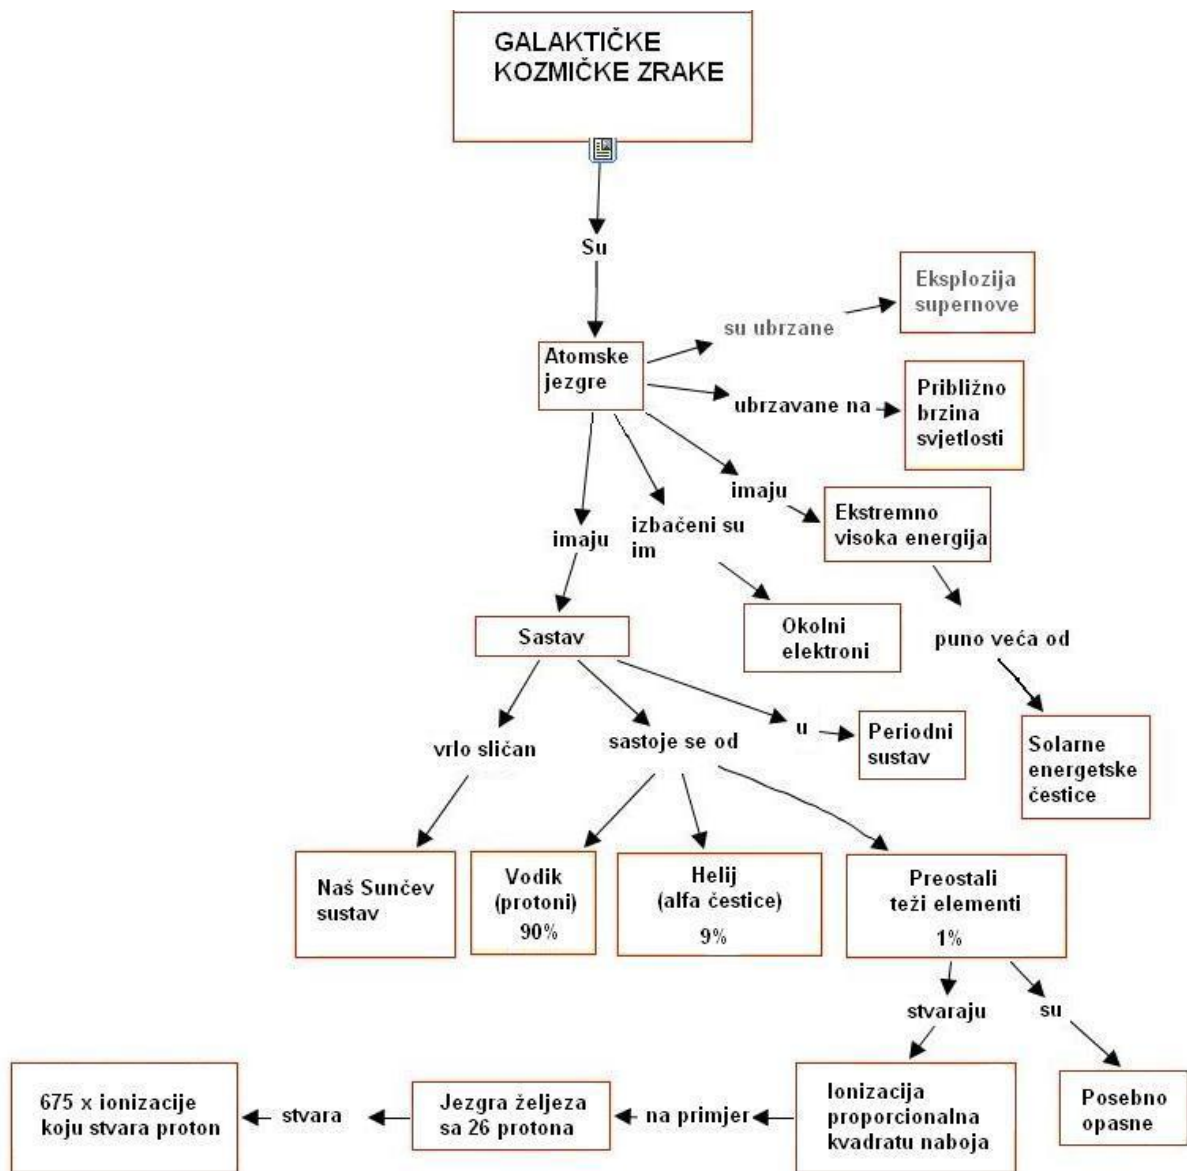 GALAKTIČKE
KOZMIČKE ZRAKE
Su
Eksplozija
supernove
su ubrzane
Atomske
jezgre
ubrzavane na
Približno
brzina
svjetlosti
imaju
Ekstremno
visoka energija
izbačeni su
im
imaju
Okolni
elektroni
puno veća od
Sastav
Solarne
energetske
čestice
vrlo sličan
sastoje se od
u
Periodni
sustav
Naš Sunčev
sustav
Vodik
(protoni)
90%
Helij
(alfa čestice)
9%
Preostali
teži elementi
1%
stvaraju
su
675 x ionizacije
koju stvara proton
stvara
Jezgra željeza
sa 26 protona
na primjer
Ionizacija
proporcionalna
kvadratu naboja
Posebno
opasne